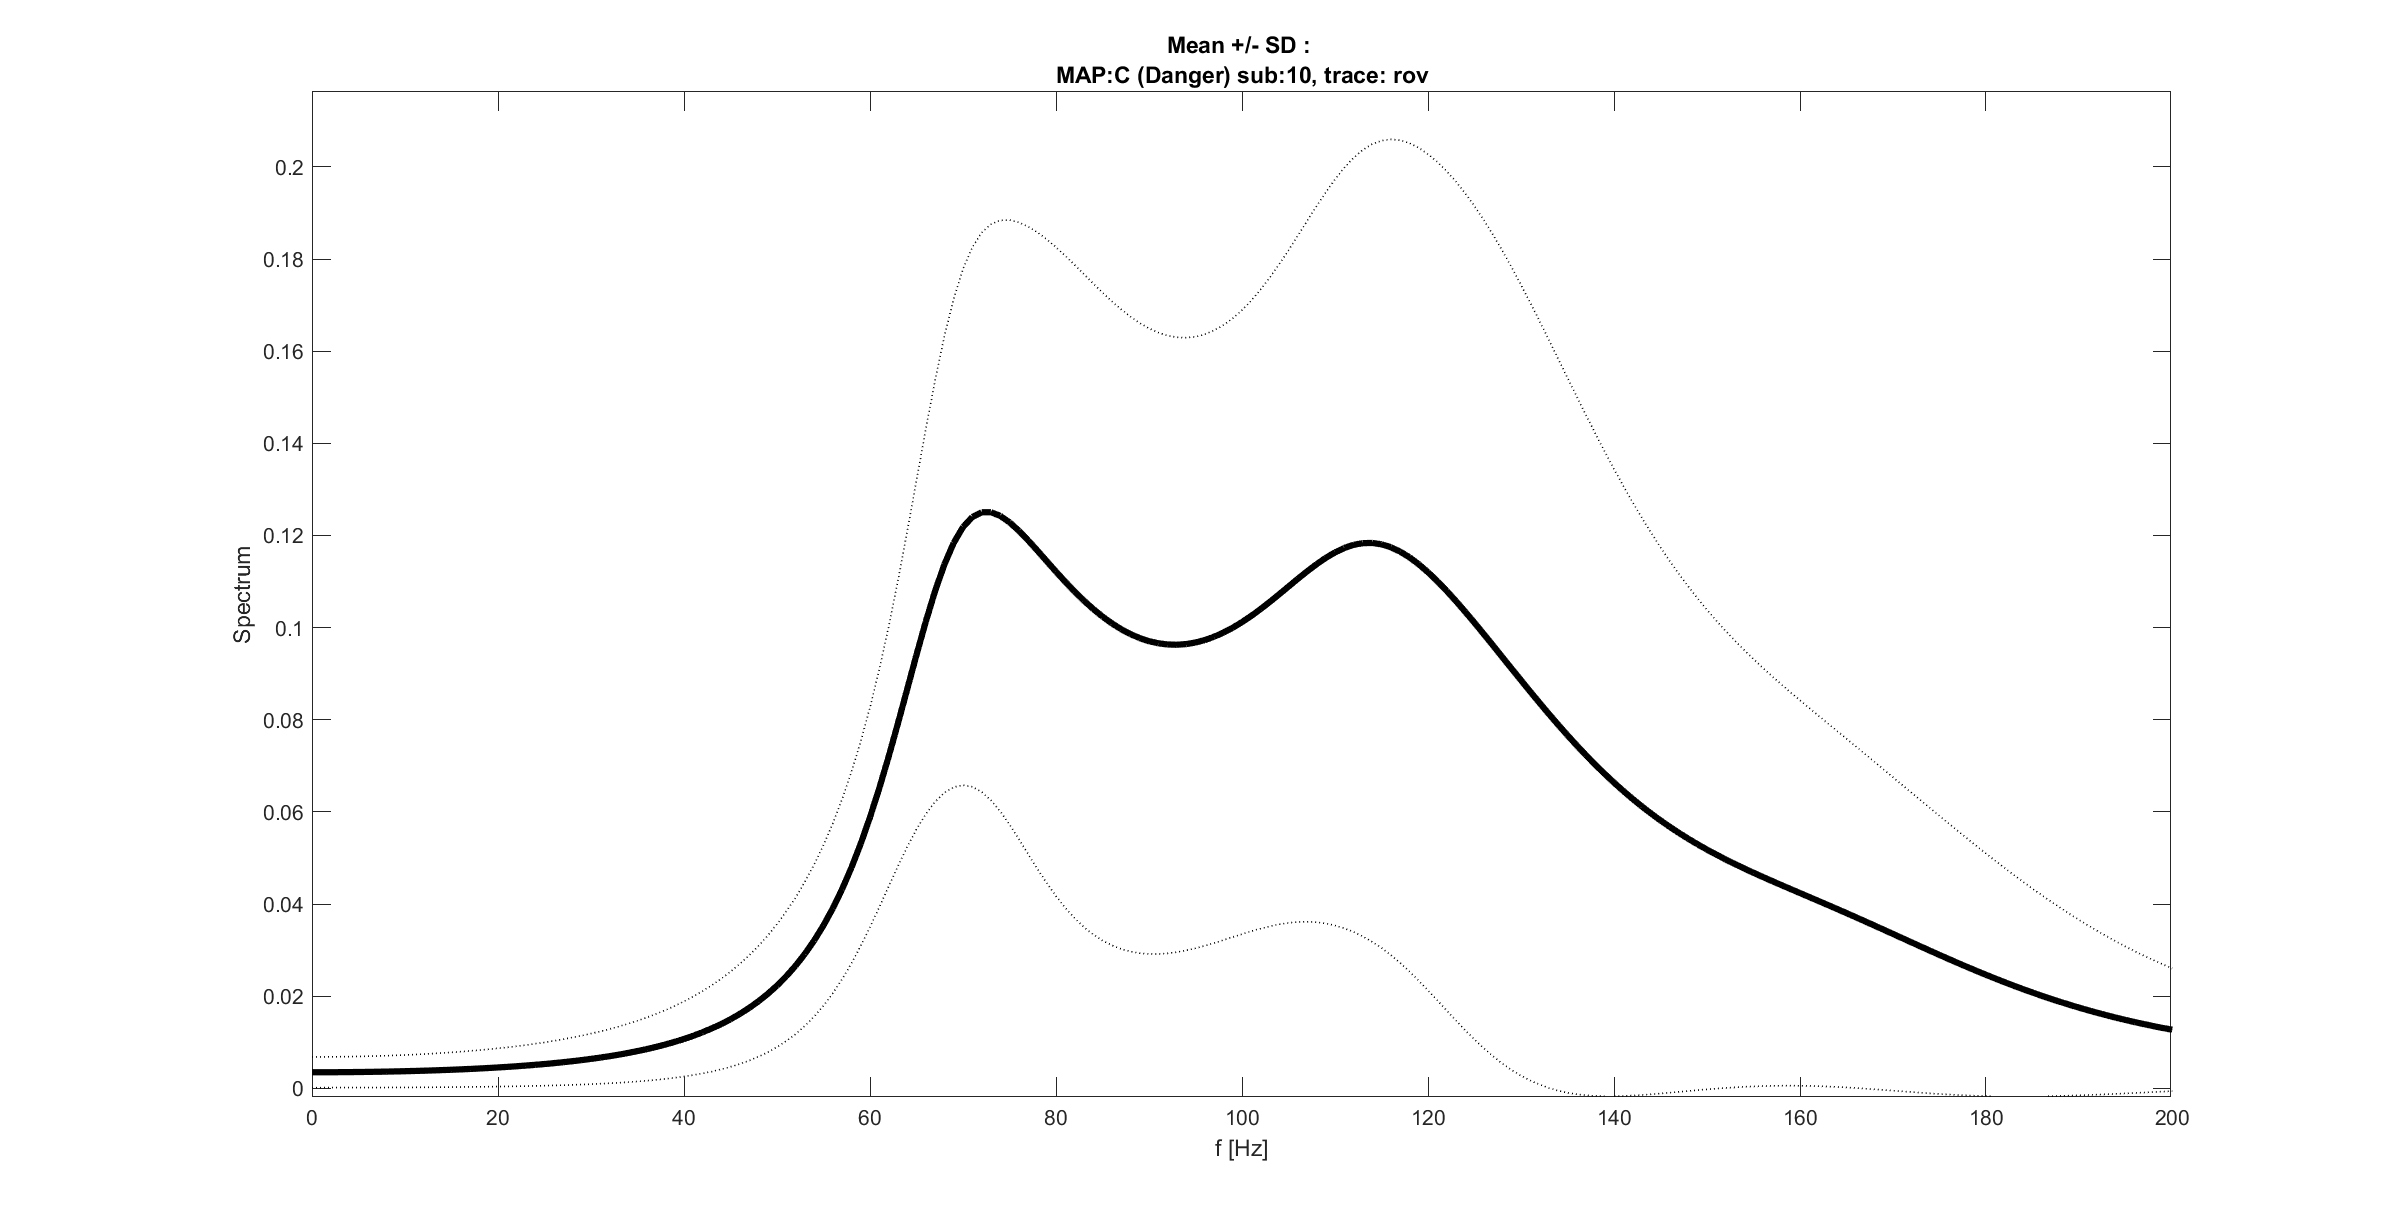 Mean +/- SD :
MAP:C (Danger) sub:10, trace: rov
0.2
0.18
0.16
0.14
0.12
0.1
0.08
0.06
0.04
0.02
0
Spectrum
0 20 40 60 80 100 120 140 160 180 200
f [Hz]